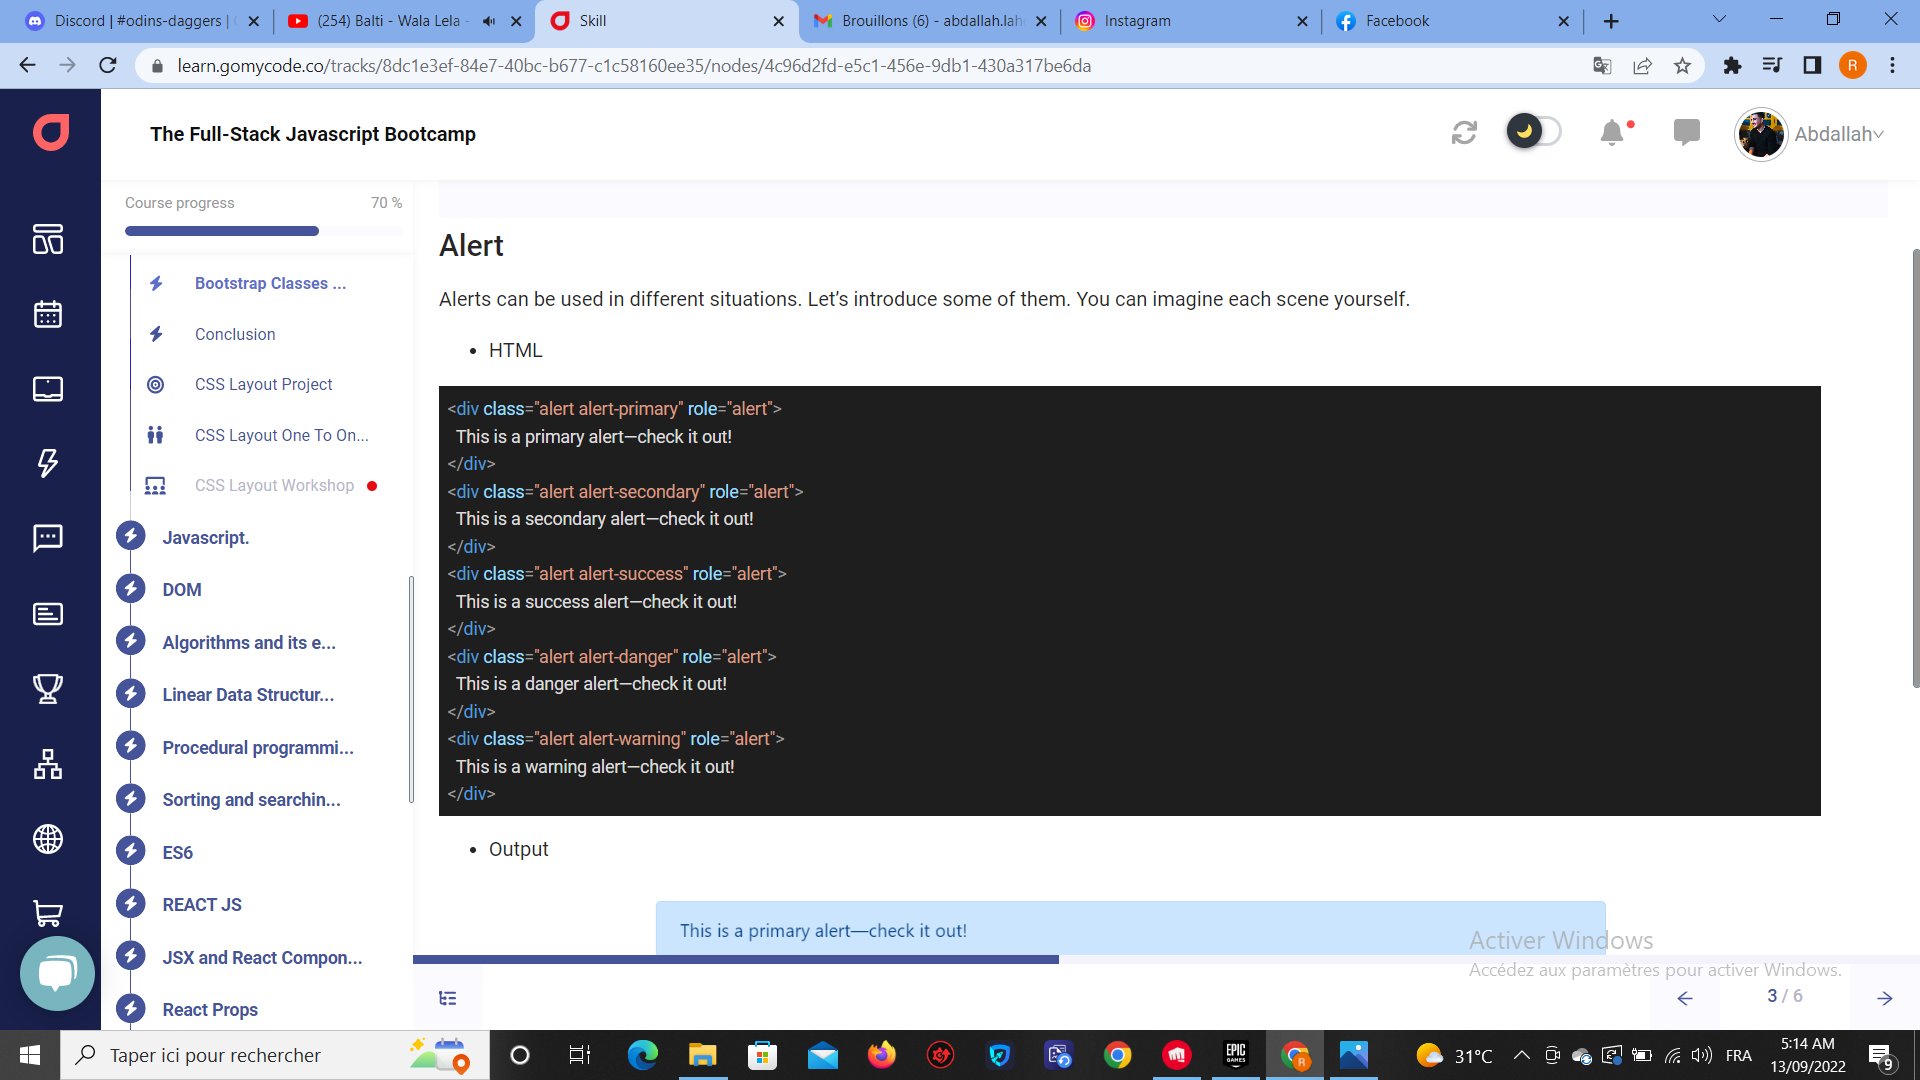 Discord | #odins-daggers |
(254) Balti - Wala Lela -
Skill
Brouillons (6) - abdallah.lah
Instagram
Facebook
learn.gomycode.co/tracks/8dc1e3ef-84e7-40bc-b677-c1c58160ee35/nodes/4c96d2fd-e5c1-456e-9db1-430a317be6da
R
The Full-Stack Javascript Bootcamp
Abdallah
Course progress 70 %
Bootstrap Classes ...
Conclusion
CSS Layout Project
CSS Layout One To On...
CSS Layout Workshop
Javascript.
DOM
Algorithms and its e...
Linear Data Structur...
Procedural programmi...
Sorting and searchin...
ES6
REACT JS
JSX and React Compon...
React Props
Alert
Alerts can be used in different situations. Let’s introduce some of them. You can imagine each scene yourself.
• HTML
<div class="alert alert-primary" role="alert">
This is a primary alert—check it out!
</div>
<div class="alert alert-secondary" role="alert">
This is a secondary alert—check it out!
</div>
<div class="alert alert-success" role="alert">
This is a success alert—check it out!
</div>
<div class="alert alert-danger" role="alert">
This is a danger alert—check it out!
</div>
<div class="alert alert-warning" role="alert">
This is a warning alert—check it out!
</div>
• Output
This is a primary alert—check it out!
Activer Windows
Accédez aux paramètres pour activer Windows.
3 / 6
Taper ici pour rechercher
EPIC
GAMES
R
31°C
FRA
5:14 AM
13/09/2022
9